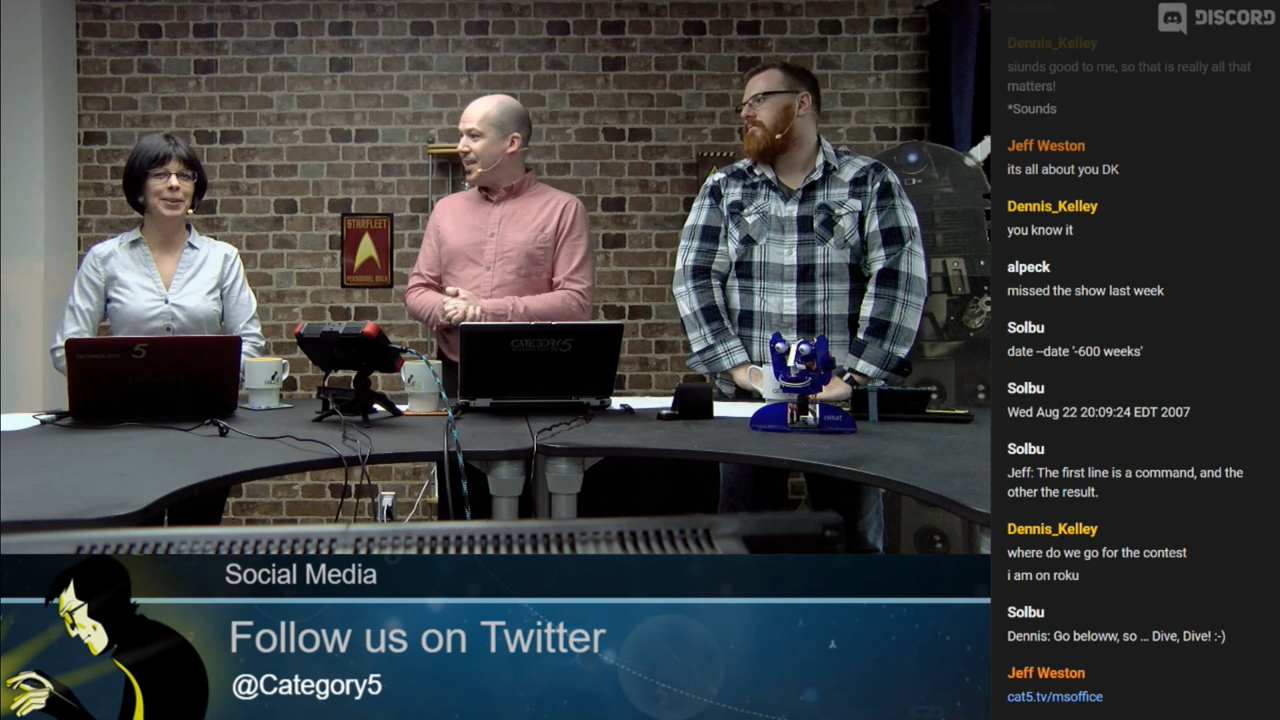 DISCORD
Dennis_Kelley
siunds good to me, so that is really all that
matters!
*Sounds
Jeff Weston
its all about you DK
Dennis_Kelley
you know it
alpeck
missed the show last week
Solbu
date –date '-600 weeks'
Solbu
Wed Aug 22 20:09:24 EDT 2007
Solbu
Jeff: The first line is a command, and the
other the result.
Dennis_Kelley
where do we go for the contest
i am on roku
Solbu
Dennis: Go beloww, so ... Dive, Dive! :-)
Jeff Weston
cat5.tv/msoffice
STARFLEET
PERSONNEL ONLY
TECHNOLOGY 5
CATEGORY5
Social Media
Follow us on Twitter
@Category5